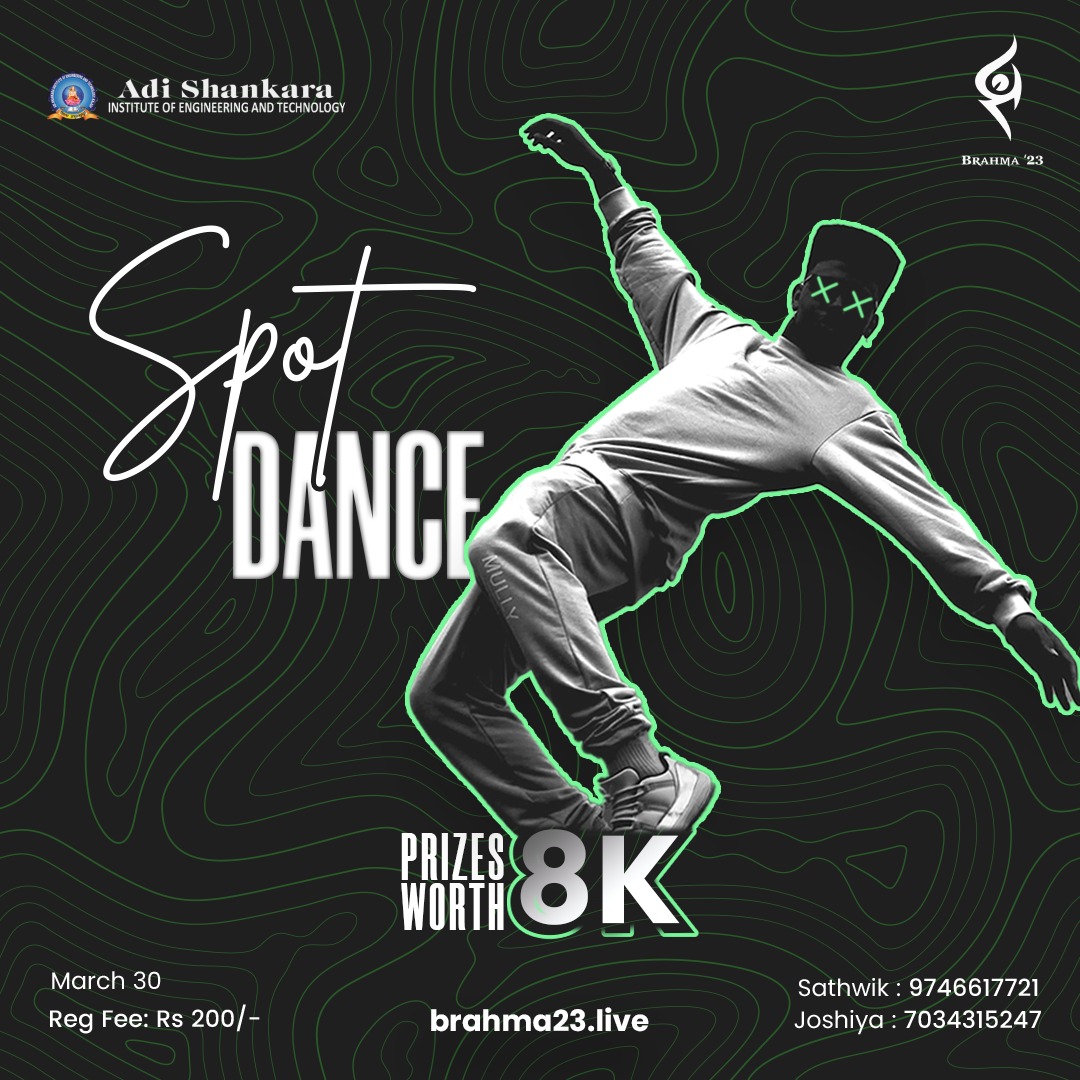 Adi Shankara
INSTITUTE OF ENGINEERING AND TECHNOLOGY
BRAHMA '23
Spot
DANCE
MULLY
PRIZES
WORTH
8K
March 30
Reg Fee: Rs 200/-
brahma23.live
Sathwik : 9746617721
Joshiya : 7034315247